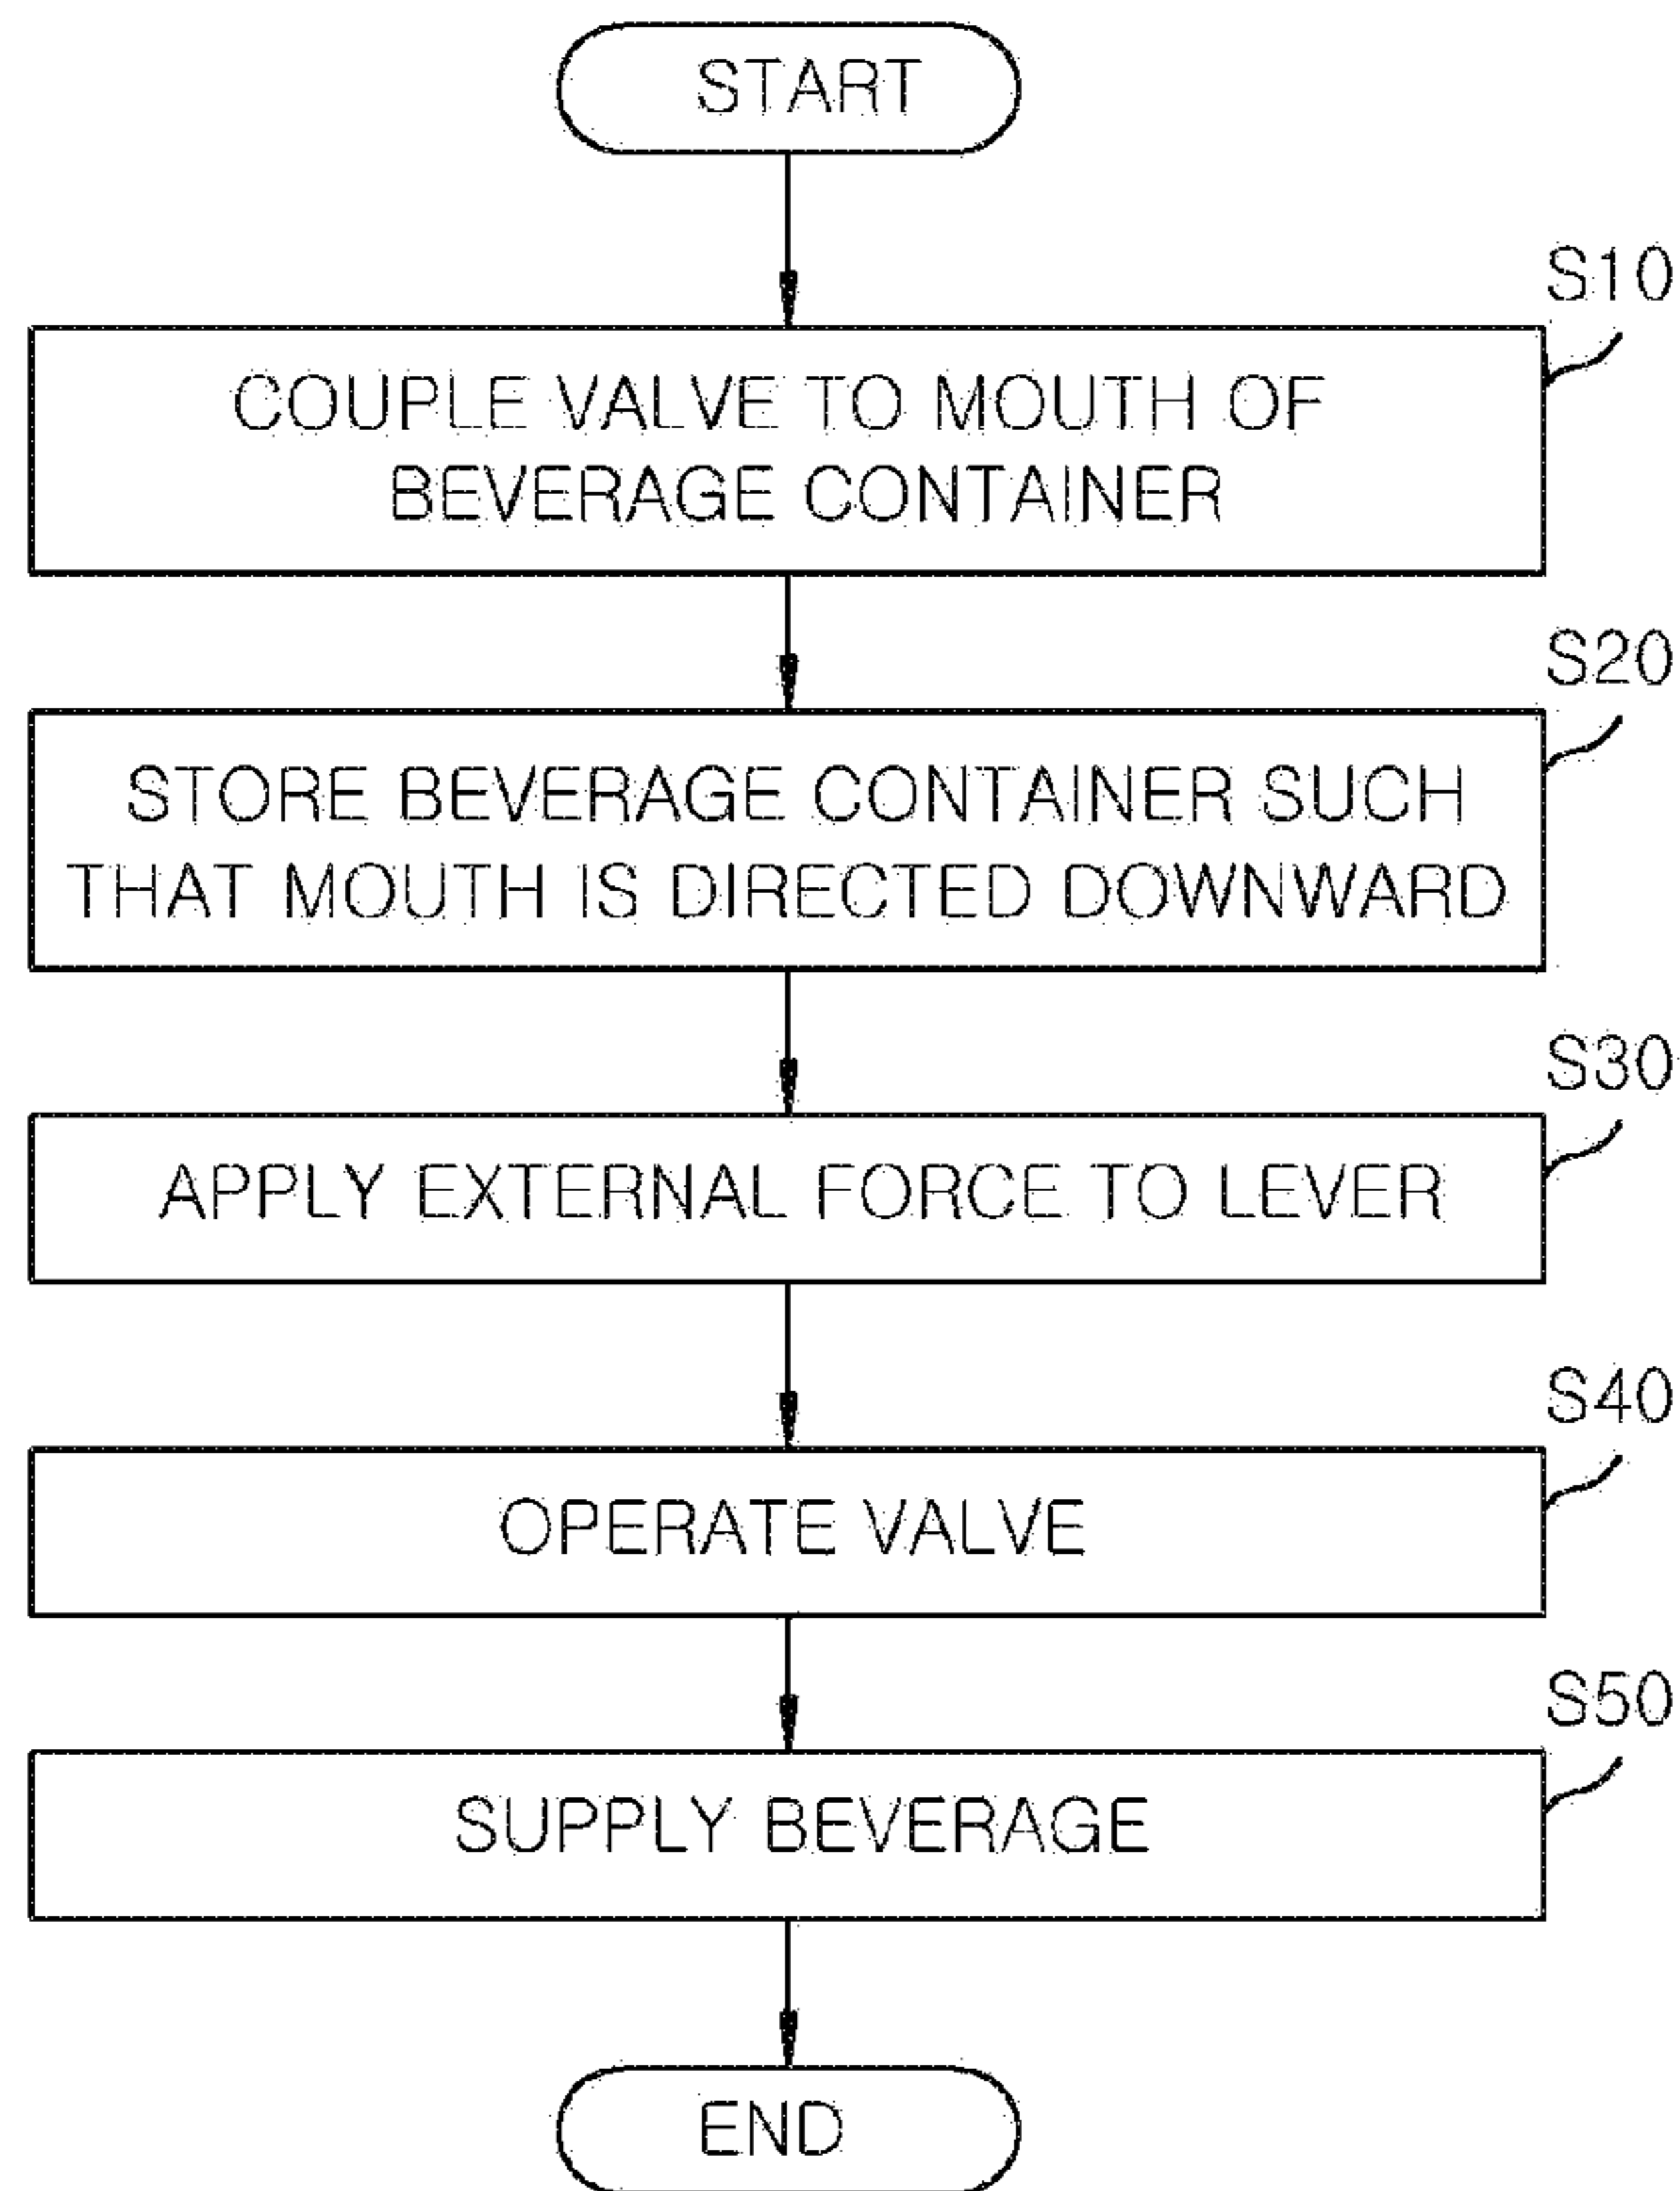 START
S10
COUPLE VALVE TO MOUTH OF
BEVERAGE CONTAINER
S20
STORE BEVERAGE CONTAINER SUCH
THAT MOUTH IS DIRECTED DOWNWARD
S30
APPLY EXTERNAL FORCE TO LEVER
S40
OPERATE VALVE
S50
SUPPLY BEVERAGE
END